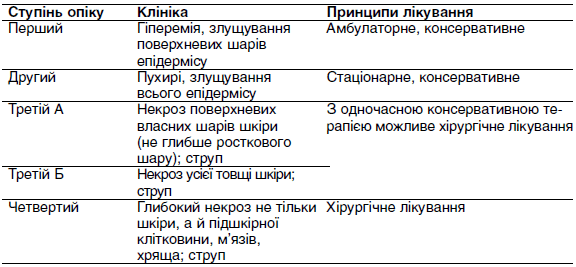 Ступінь опіку Клініка Принципи лікування
Перший Гіперемія, злущування Амбулаторне, консервативне
поверхневих шарів
епідермісу
Другий Пухирі, злущування Стаціонарне, консервативне
всього епідермісу
Третій А Некроз поверхневих З одночасною консервативною те-
власних шарів шкіри рапією можливе хірургічне лікування
(не глибше росткового
шару); струп
Третій Б Некроз усієї товщі шкіри;
струп
Четвертий Глибокий некроз не тільки Хірургічне лікування
шкіри, а й підшкірної
клітковини, м’язів,
хряща; струп